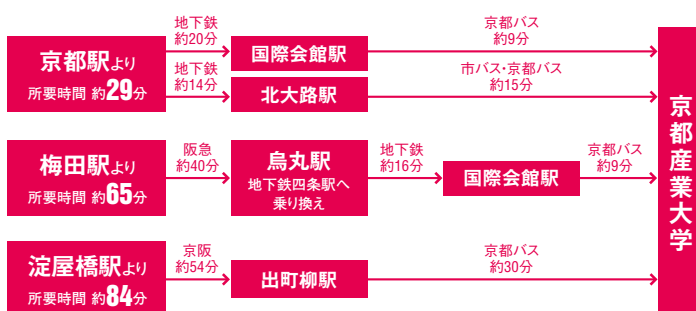 京都駅より
所要時間 約29分
地下鉄
約20分
国際会館駅
京都バス
約9分
地下鉄
約14分
北大路駅
市バス・京都バス
約15分
梅田駅より
所要時間 約65分
阪急
約40分
烏丸駅
地下鉄四条駅へ
乗り換え
地下鉄
約16分
国際会館駅
京都バス
約9分
淀屋橋駅より
所要時間 約84分
京阪
約54分
出町柳駅
京都バス
約30分
京都産業大学